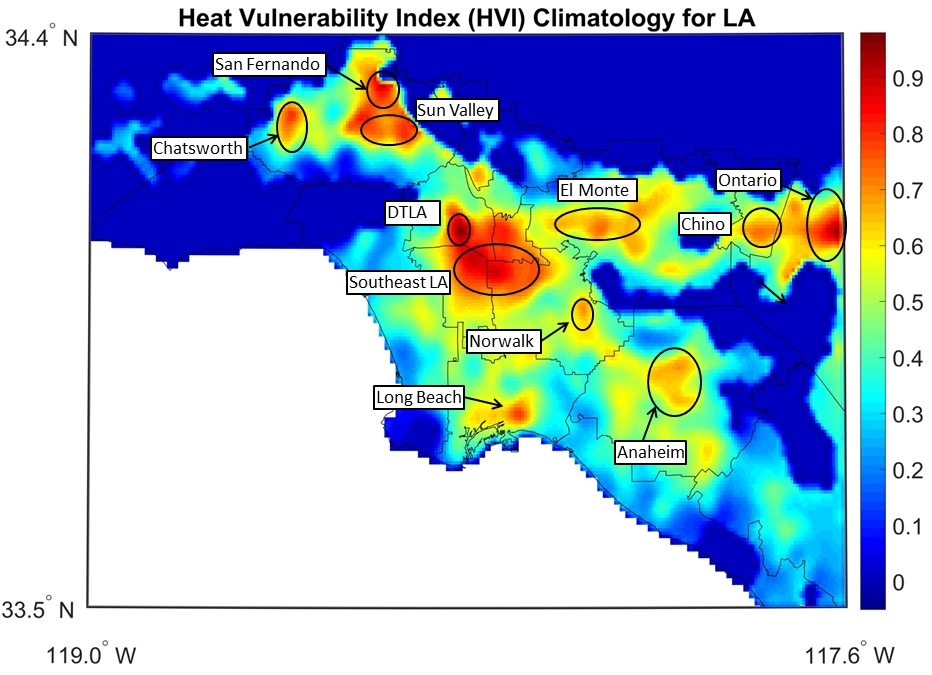 Heat Vulnerability Index (HVI) Climatology for LA
34.4° N
San Fernando
Sun Valley
Chatsworth
El Monte
Ontario
DTLA
Chino
Southeast LA
Norwalk
Long Beach
Anaheim
33.5° N
119.0° W
117.6° W
0.9
0.8
0.7
0.6
0.5
0.4
0.3
0.2
0.1
0